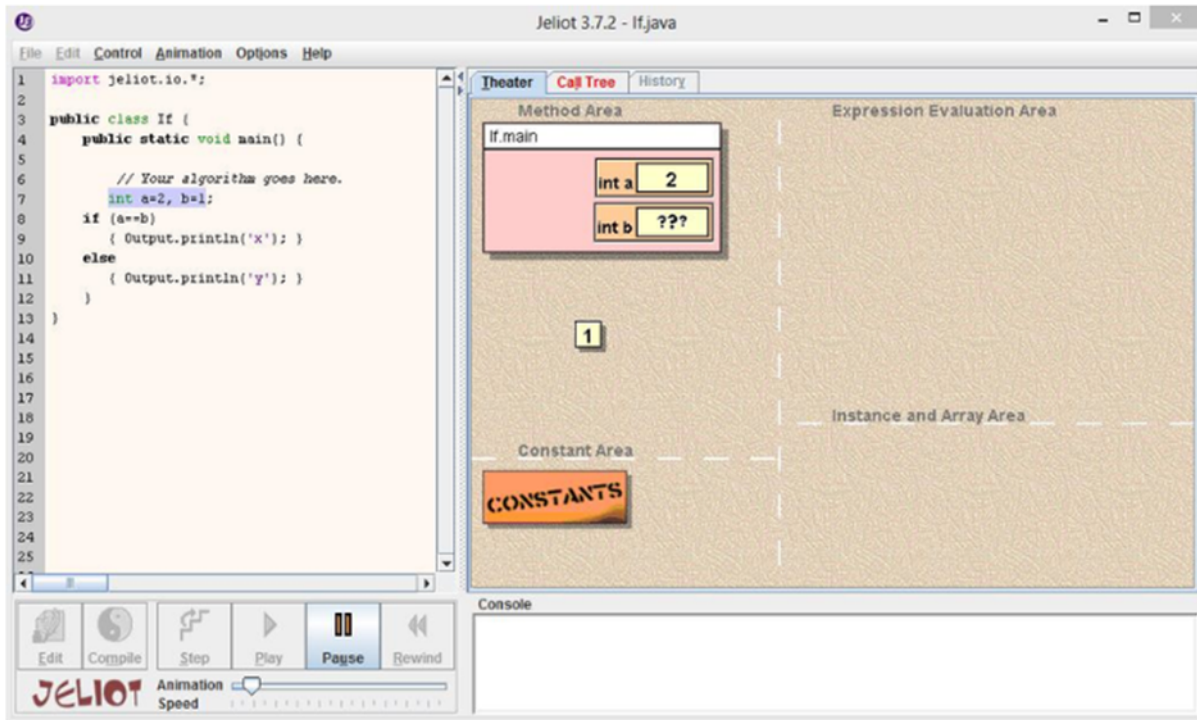 Jeliot 3.7.2 - If.java
File Edit Control Animation Options Help
1 import jeliot.io.*;
2
3 public class If {
4 public static void main() {
5
6 // Your algorithm goes here.
7 int a=2, b=1;
8 if (a==b)
9 { Output.println('x'); }
10 else
11 { Output.println('y'); }
12 }
13 }
14
15
16
17
18
19
20
21
22
23
24
25
Theater Call Tree History
Method Area
Expression Evaluation Area
If.main
int a 2
int b ???
1
Instance and Array Area
Constant Area
CONSTANTS
Edit Compile Step Play Pause Rewind
JELIOT
Animation
Speed
Console